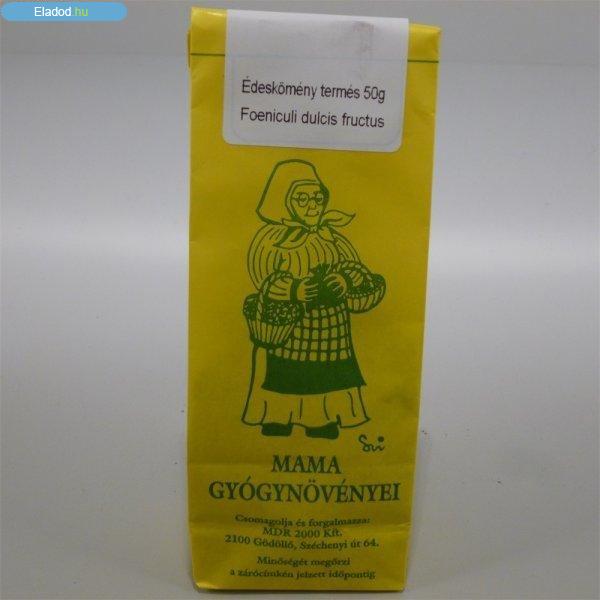 Eladod.hu
Édeskömény termés 50g
Foeniculi dulcis fructus
MAMA
GYÓGYNÖVÉNYEI
Csomagolja és forgalmazza:
MDR 2000 Kft.
2100 Gödöllő, Széchenyi út 64.
Minőségét megőrzi
a zárócímkén jelzett időpontig